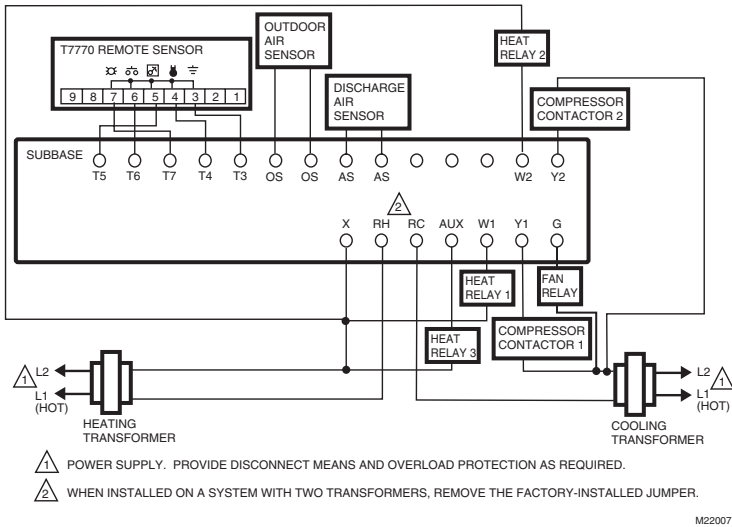 OUTDOOR
AIR
SENSOR
HEAT
RELAY 2
T7770 REMOTE SENSOR
9 8 7 6 5 4 3 2 1
DISCHARGE
AIR
SENSOR
COMPRESSOR
CONTACTOR 2
SUBBASE
T5 T6 T7 T4 T3 OS OS AS AS W2 Y2
2
X RH RC AUX W1 Y1 G
HEAT
RELAY 1
FAN
RELAY
HEAT
RELAY 3
COMPRESSOR
CONTACTOR 1
1
L2
L1
(HOT)
HEATING
TRANSFORMER
L2
1
L1
(HOT)
COOLING
TRANSFORMER
1 POWER SUPPLY. PROVIDE DISCONNECT MEANS AND OVERLOAD PROTECTION AS REQUIRED.
2 WHEN INSTALLED ON A SYSTEM WITH TWO TRANSFORMERS, REMOVE THE FACTORY-INSTALLED JUMPER.
M22007